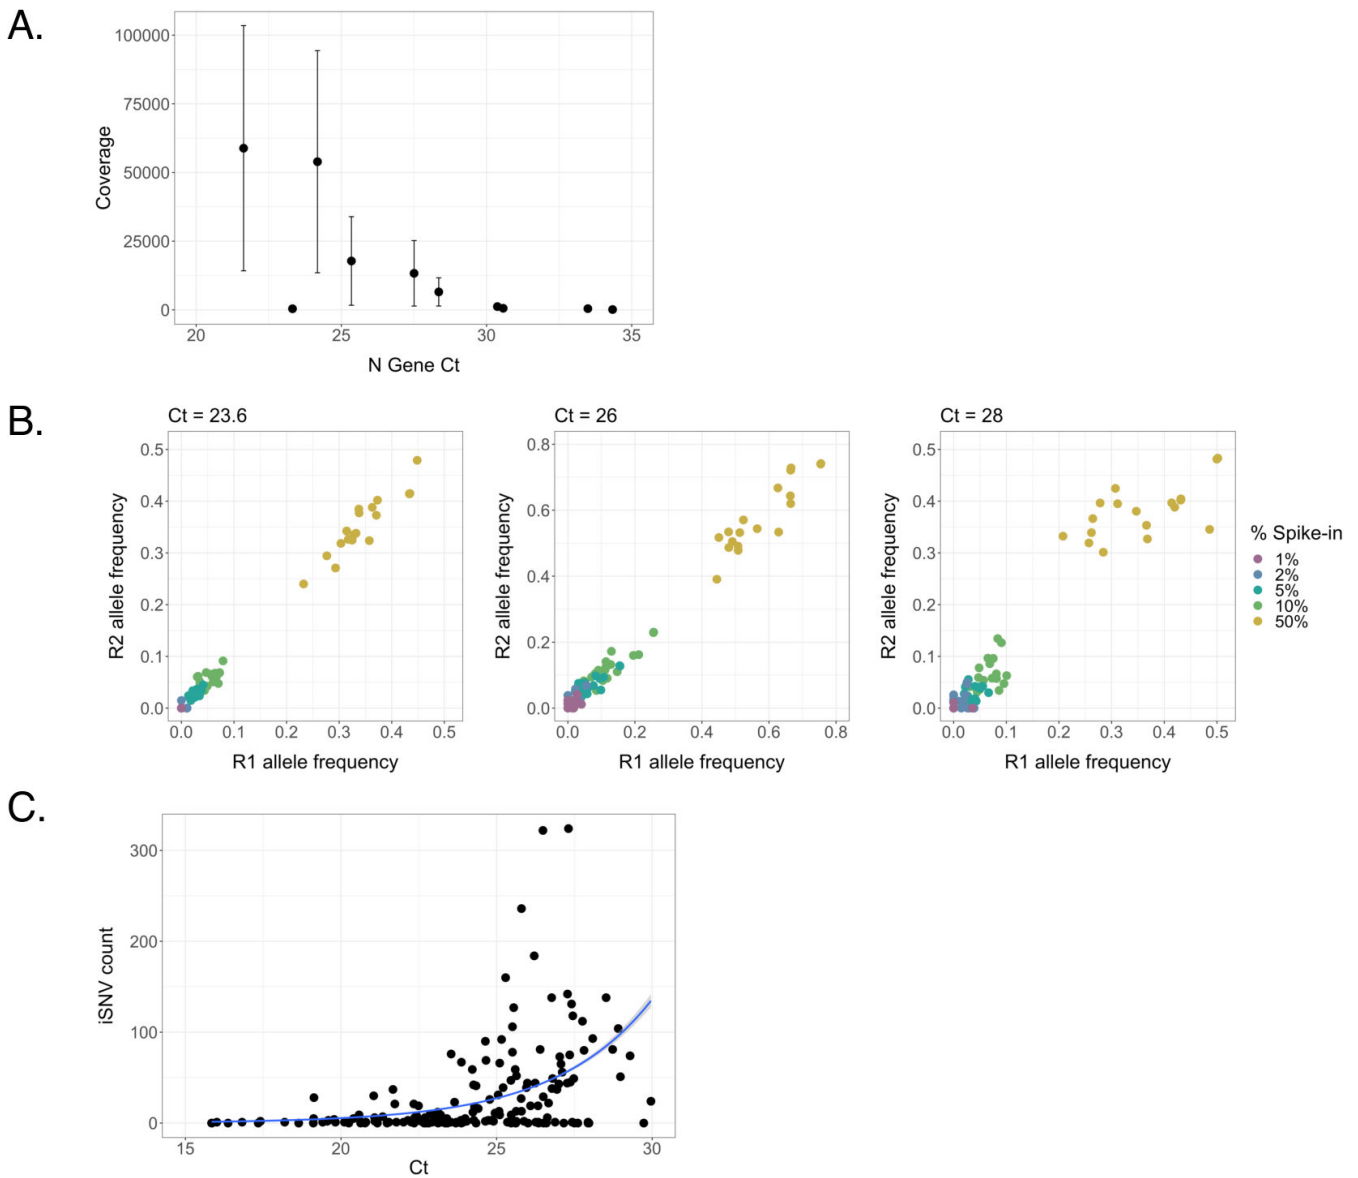 A.
100000
75000
50000
25000
0
Coverage
20 25 30 35
N Gene Ct
B.
Ct = 23.6
0.5
0.4
0.3
0.2
0.1
0.0
R2 allele frequency
0.0 0.1 0.2 0.3 0.4 0.5
R1 allele frequency
Ct = 26
0.8
0.6
0.4
0.2
0.0
R2 allele frequency
0.0 0.2 0.4 0.6 0.8
R1 allele frequency
Ct = 28
0.5
0.4
0.3
0.2
0.1
0.0
R2 allele frequency
0.0 0.1 0.2 0.3 0.4 0.5
R1 allele frequency
% Spike-in
1%
2%
5%
10%
50%
C.
300
200
100
0
iSNV count
15 20 25 30
Ct